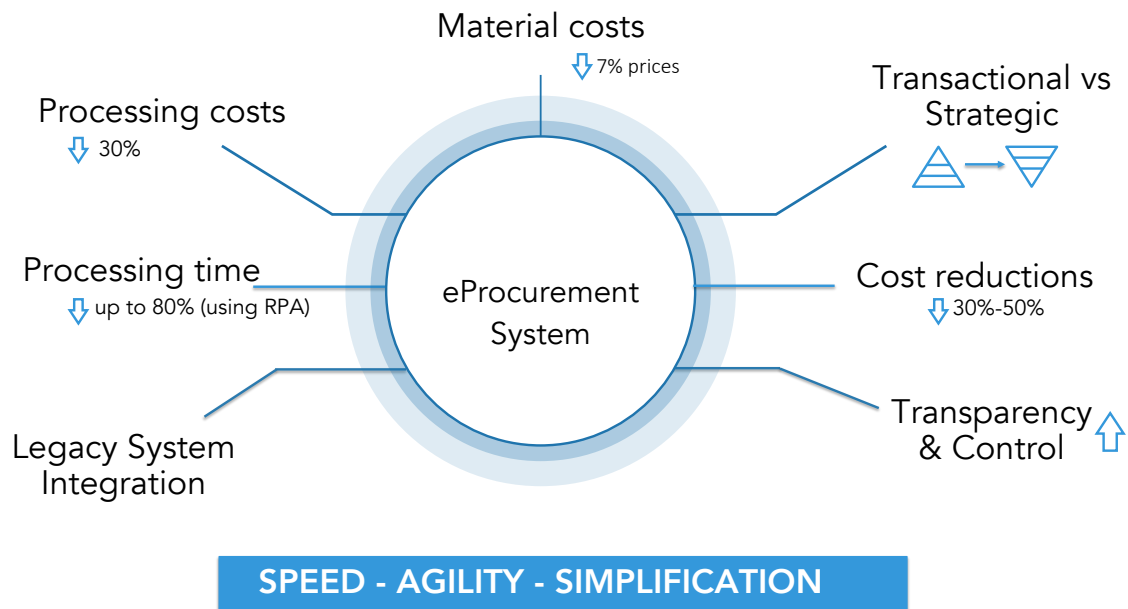 Material costs
7% prices
Processing costs
30%
Transactional vs
Strategic
Processing time
up to 80% (using RPA)
eProcurement
System
Cost reductions
30%-50%
Legacy System
Integration
Transparency
& Control
SPEED - AGILITY - SIMPLIFICATION